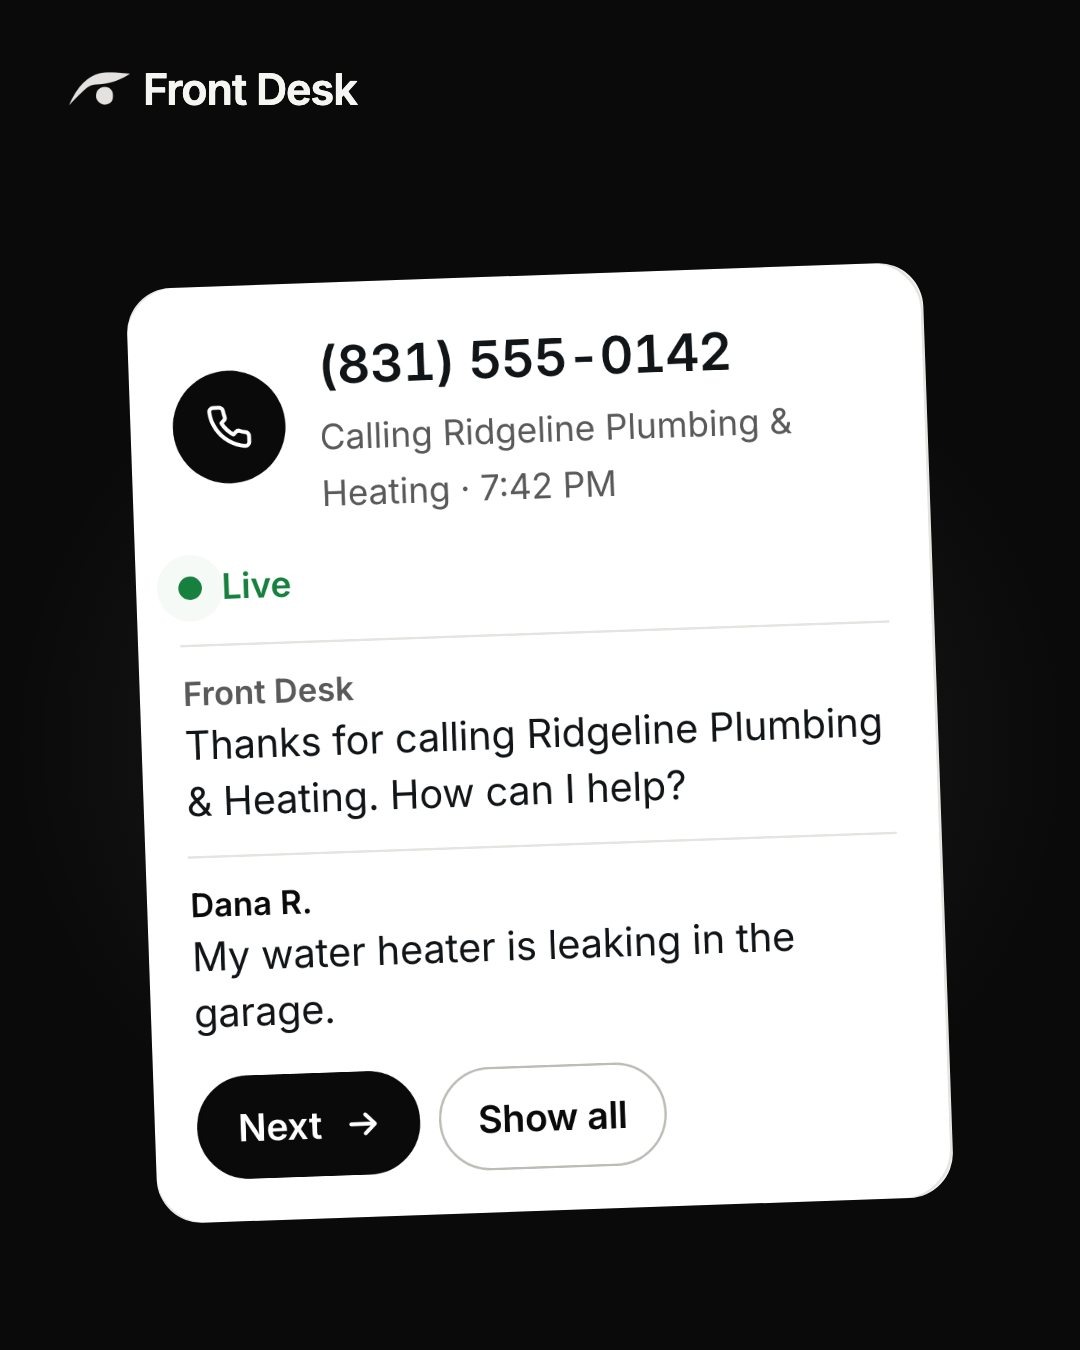 Front Desk
(831) 555-0142
Calling Ridgeline Plumbing &
Heating · 7:42 PM
Live
Front Desk
Thanks for calling Ridgeline Plumbing
& Heating. How can I help?
Dana R.
My water heater is leaking in the
garage.
Next →
Show all